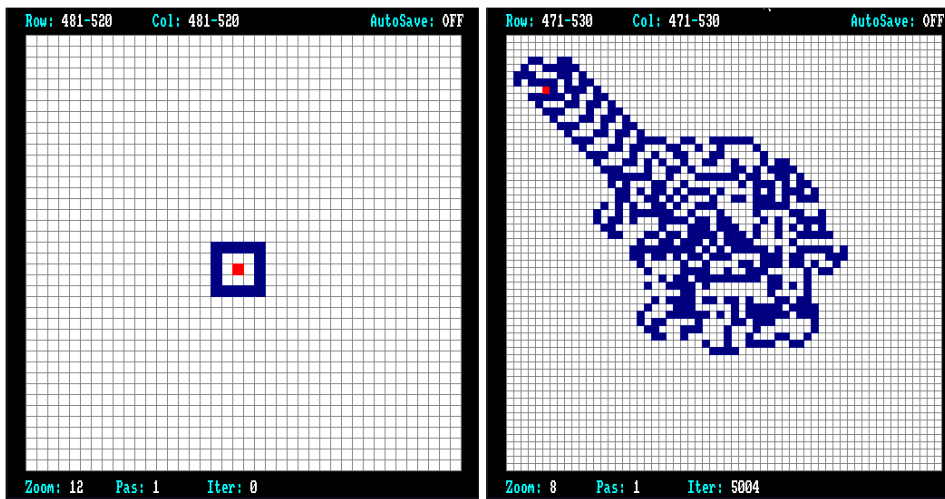 Row: 481-520 Col: 481-520 AutoSave: OFF
Zoom: 12 Pas: 1 Iter: 0
Row: 471-530 Col: 471-530 AutoSave: OFF
Zoom: 8 Pas: 1 Iter: 5004